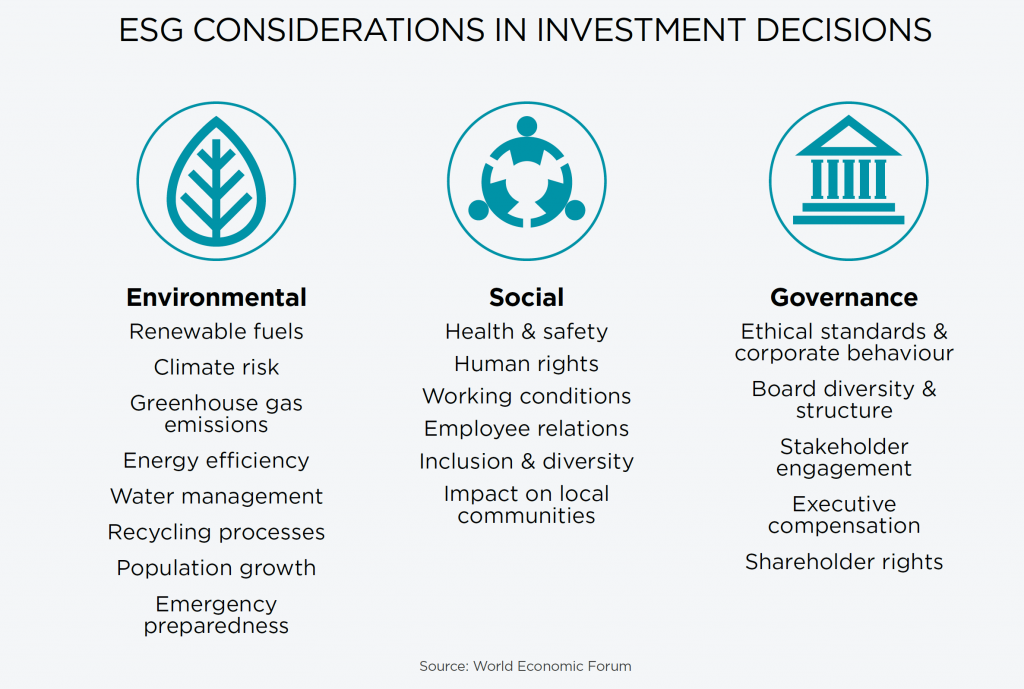 ESG CONSIDERATIONS IN INVESTMENT DECISIONS
Environmental
Renewable fuels
Climate risk
Greenhouse gas
emissions
Energy efficiency
Water management
Recycling processes
Population growth
Emergency
preparedness
Social
Health & safety
Human rights
Working conditions
Employee relations
Inclusion & diversity
Impact on local
communities
Governance
Ethical standards &
corporate behaviour
Board diversity &
structure
Stakeholder
engagement
Executive
compensation
Shareholder rights
Source: World Economic Forum